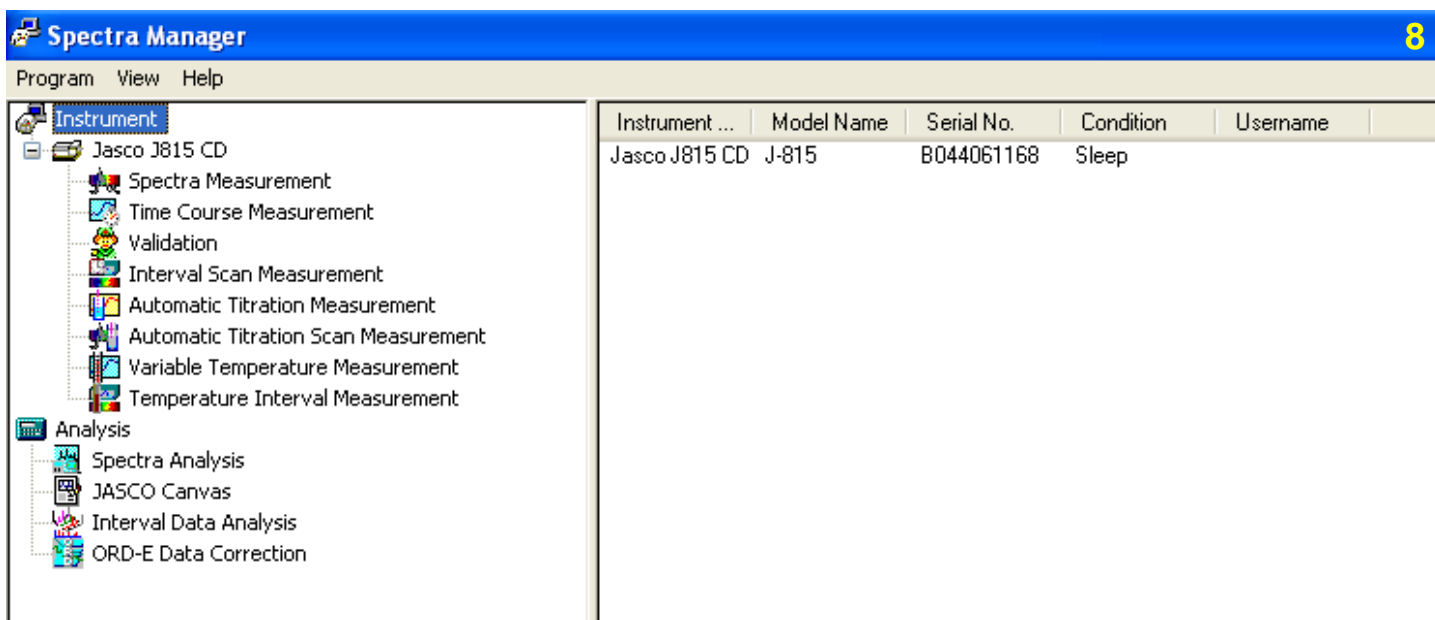 Spectra Manager 8
Program View Help
Instrument
Jasco J815 CD
Spectra Measurement
Time Course Measurement
Validation
Interval Scan Measurement
Automatic Titration Measurement
Automatic Titration Scan Measurement
Variable Temperature Measurement
Temperature Interval Measurement
Analysis
Spectra Analysis
JASCO Canvas
Interval Data Analysis
ORD-E Data Correction
Instrument ... Model Name Serial No. Condition Username
Jasco J815 CD J-815 B044061168 Sleep